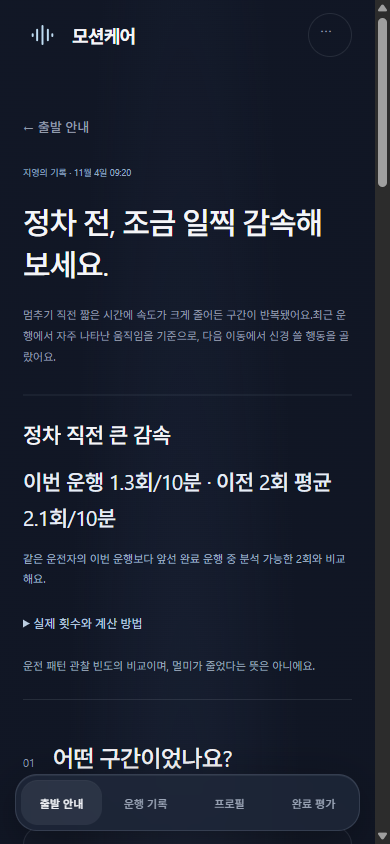 모션케어
...
← 출발 안내
지영의 기록 · 11월 4일 09:20
정차 전, 조금 일찍 감속해
보세요.
멈추기 직전 짧은 시간에 속도가 크게 줄어든 구간이 반복됐어요.최근 운
행에서 자주 나타난 움직임을 기준으로, 다음 이동에서 신경 쓸 행동을 골
랐어요.
정차 직전 큰 감속
이번 운행 1.3회/10분 · 이전 2회 평균
2.1회/10분
같은 운전자의 이번 운행보다 앞선 완료 운행 중 분석 가능한 2회와 비교
해요.
▶ 실제 횟수와 계산 방법
운전 패턴 관찰 빈도의 비교이며, 멀미가 줄었다는 뜻은 아니에요.
01 어떤 구간이었나요?
출발 안내 운행 기록 프로필 완료 평가